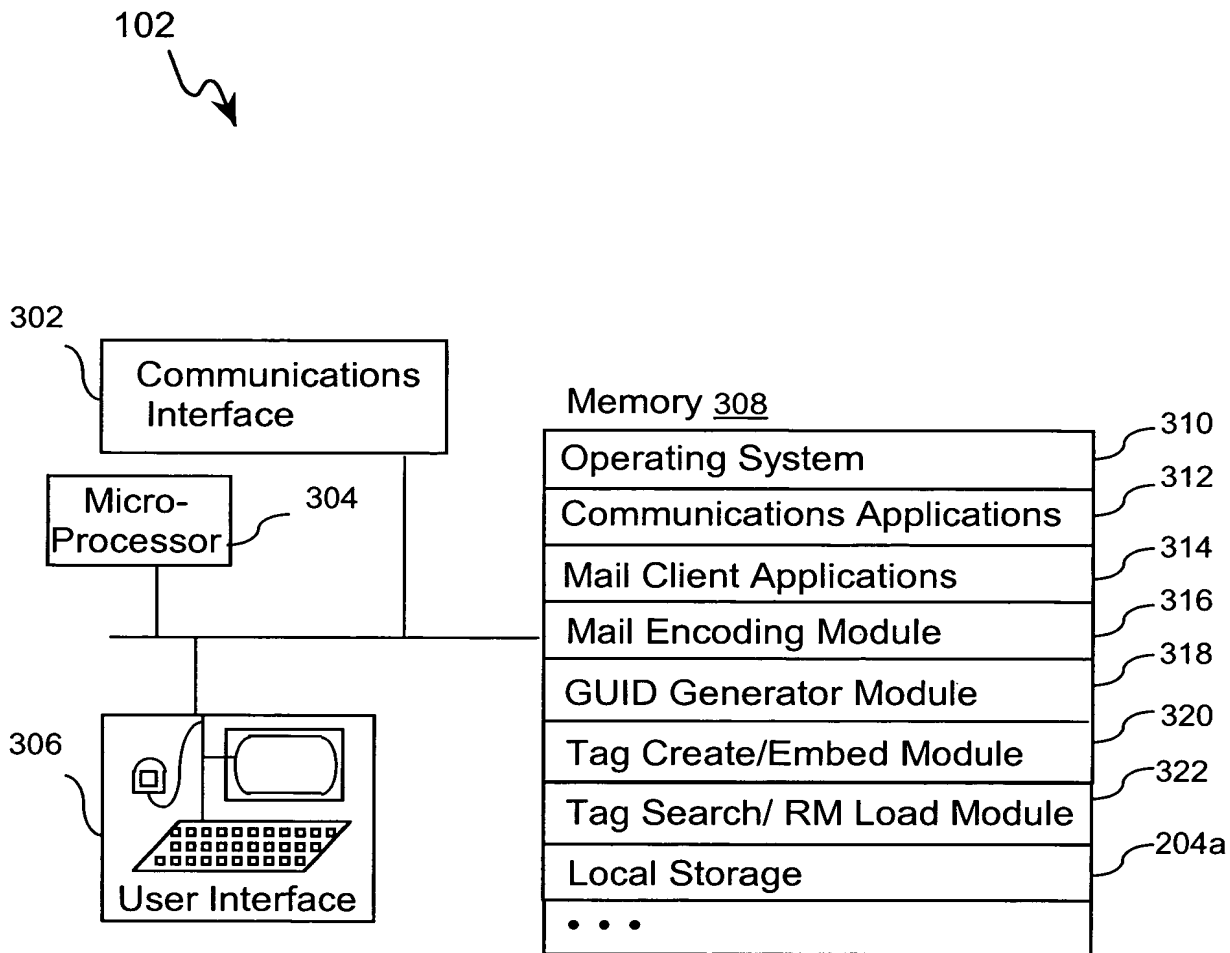 102
302
Communications
Interface
Micro-
Processor
304
306
User Interface
Memory 308
Operating System
310
Communications Applications
312
Mail Client Applications
314
Mail Encoding Module
316
GUID Generator Module
318
Tag Create/Embed Module
320
Tag Search/ RM Load Module
322
Local Storage
204a
• • •